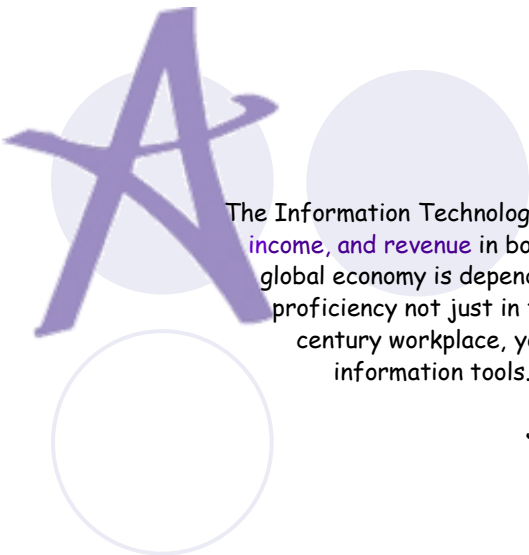 The Information Technolog
income, and revenue in bo
global economy is depend
proficiency not just in
century workplace, y
information tools.